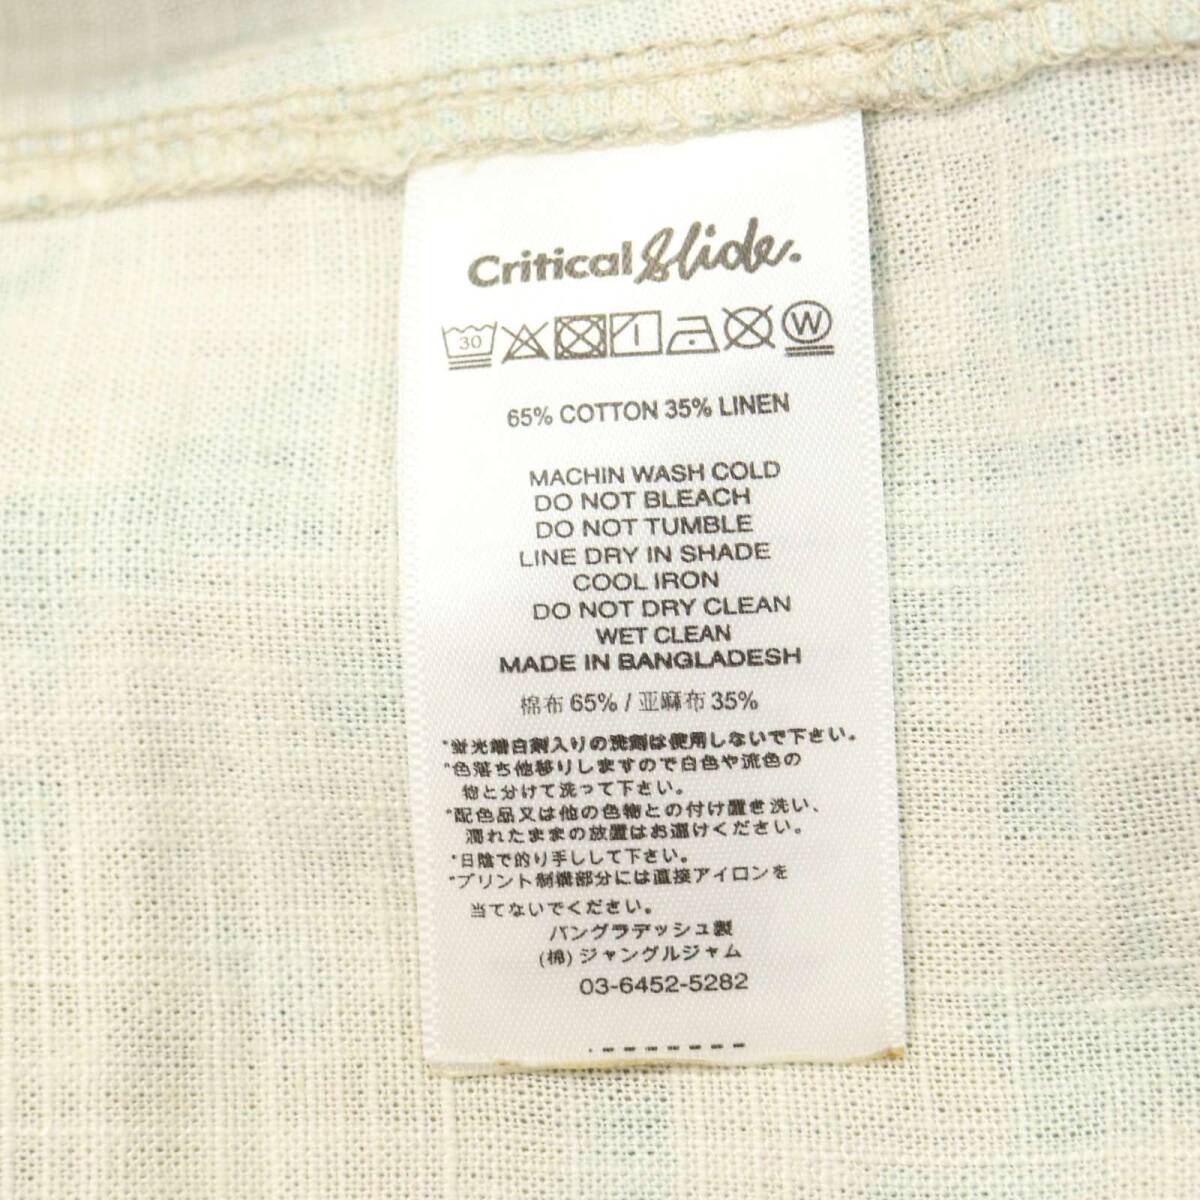 Critical Slide.
30
W
65% COTTON 35% LINEN
MACHIN WASH COLD
DO NOT BLEACH
DO NOT TUMBLE
LINE DRY IN SHADE
COOL IRON
DO NOT DRY CLEAN
WET CLEAN
MADE IN BANGLADESH
棉布 65% / 亚麻布 35%
*蛍光増白剤入りの洗剤は使用しないで下さい。
*色落ち他移りしますので白色や流色の
物と分けて洗って下さい。
*配色品又は他の色物との付け置き洗い、
濡れたままの放置はお避けください。
*日陰で的り手しして下さい。
*プリント制構部分には直接アイロンを
当てないでください。
バングラデッシュ製
(棉) ジャングルジャム
03-6452-5282